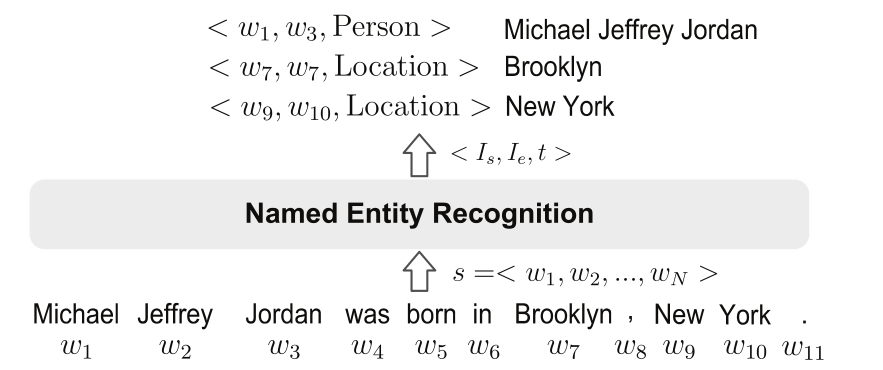 < w1, w3, Person > Michael Jeffrey Jordan
< w7, w7, Location > Brooklyn
< w9, w10, Location > New York
< Is, Ie, t >
Named Entity Recognition
s =< w1, w2, ..., wN >
Michael Jeffrey Jordan was born in Brooklyn , New York .
w1 w2 w3 w4 w5 w6 w7 w8 w9 w10 w11